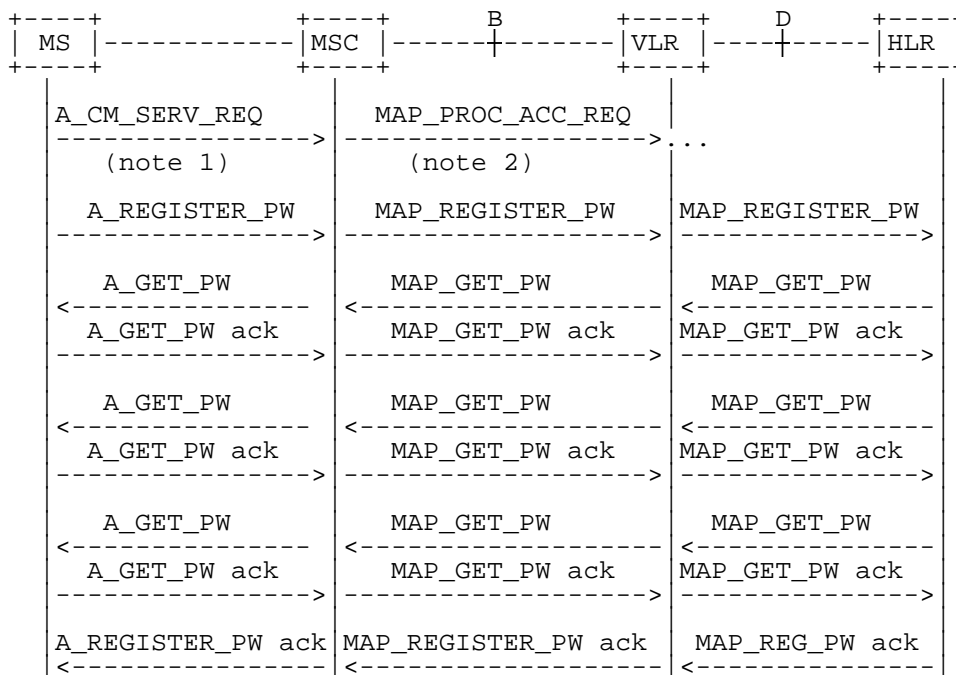 B D
MS MSC VLR HLR
A_CM_SERV_REQ MAP_PROC_ACC_REQ
...
(note 1) (note 2)
A_REGISTER_PW MAP_REGISTER_PW MAP_REGISTER_PW
A_GET_PW MAP_GET_PW MAP_GET_PW
A_GET_PW ack MAP_GET_PW ack MAP_GET_PW ack
A_GET_PW MAP_GET_PW MAP_GET_PW
A_GET_PW ack MAP_GET_PW ack MAP_GET_PW ack
A_GET_PW MAP_GET_PW MAP_GET_PW
A_GET_PW ack MAP_GET_PW ack MAP_GET_PW ack
A_REGISTER_PW ack MAP_REGISTER_PW ack MAP_REG_PW ack